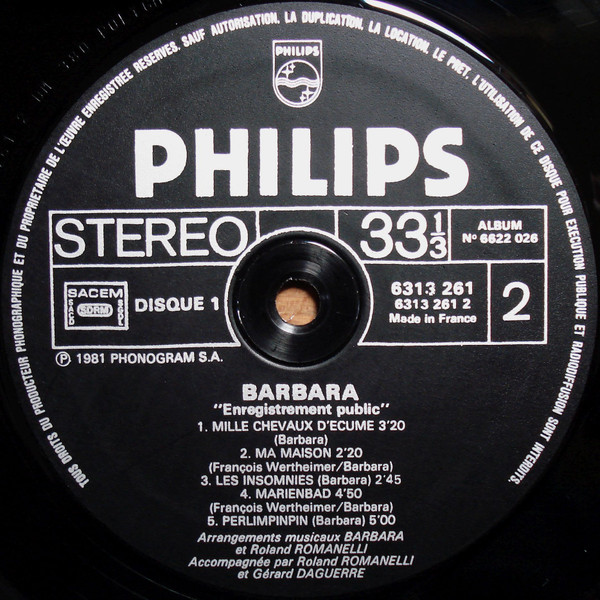 TOUS DROITS DU PRODUCTEUR PHONOGRAPHIQUE ET DU PROPRIETAIRE DE L'ŒUVRE ENREGISTREE RESERVES. SAUF AUTORISATION, LA DUPLICATION, LA LOCATION, LE PRET, L'UTILISATION DE CE DISQUE POUR EXECUTION PUBLIQUE ET RADIODIFFUSION SONT INTERDITS.
PHILIPS
PHILIPS
STEREO
33 1/3
ALBUM
Nº 6622 026
SACEM
SACD SDRM SGDL
DISQUE 1
6313 261
6313 261 2
Made in France
2
Ⓟ 1981 PHONOGRAM S.A.
BARBARA
"Enregistrement public"
1. MILLE CHEVAUX D'ECUME 3'20
(Barbara)
2. MA MAISON 2'20
(François Wertheimer/Barbara)
3. LES INSOMNIES (Barbara) 2'45
4. MARIENBAD 4'50
(François Wertheimer/Barbara)
5. PERLIMPINPIN (Barbara) 5'00
Arrangements musicaux BARBARA
et Roland ROMANELLI
Accompagnée par Roland ROMANELLI
et Gérard DAGUERRE